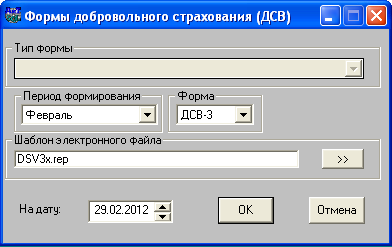 Формы добровольного страхования (ДСВ)
Тип формы
Период формирования
Форма
Февраль
ДСВ-3
Шаблон электронного файла
DSV3x.rep
>>
На дату:
29.02.2012
OK
Отмена